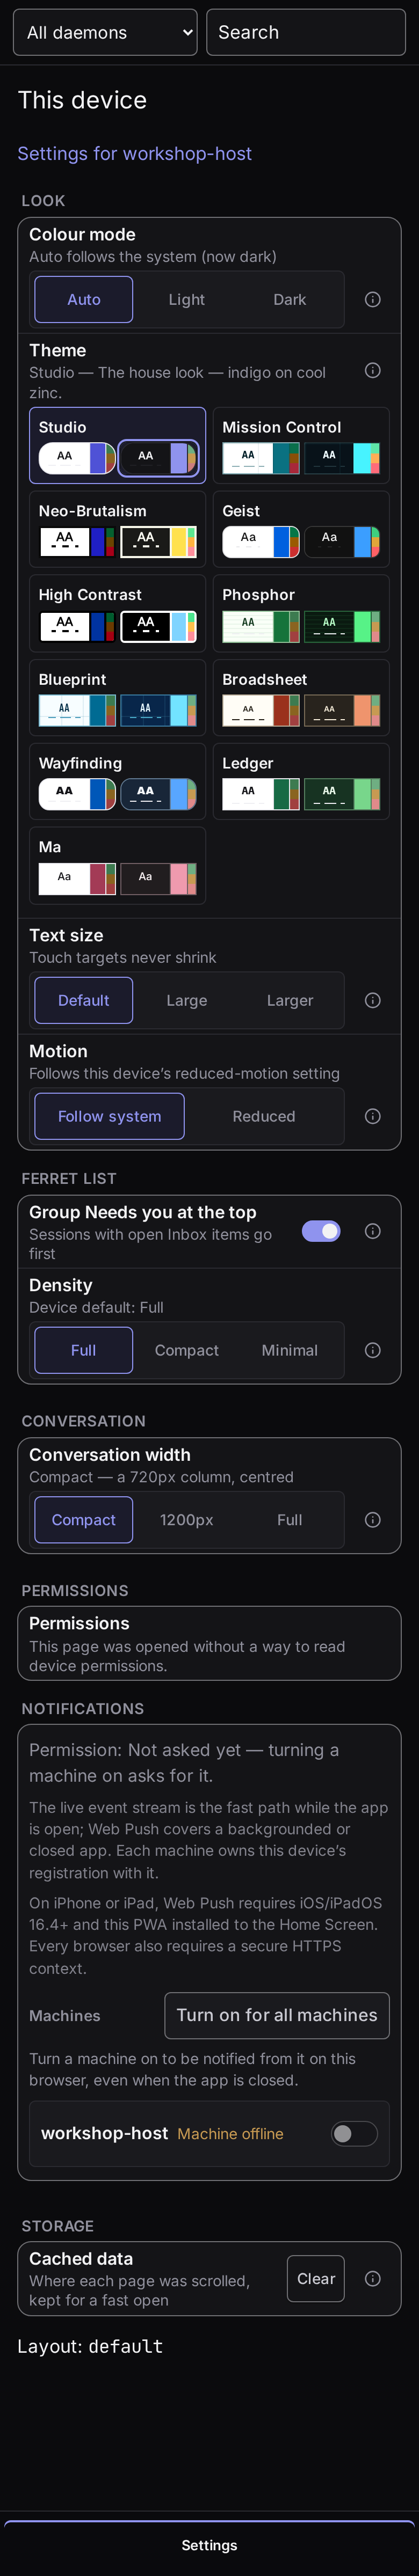 All daemons
Search
This device
Settings for workshop-host
LOOK
Colour mode
Auto follows the system (now dark)
Auto
Light
Dark
Theme
Studio — The house look — indigo on cool
zinc.
Studio
AA
AA
Mission Control
AA
AA
Neo-Brutalism
AA
AA
Geist
Aa
Aa
High Contrast
AA
AA
Phosphor
AA
AA
Blueprint
AA
AA
Broadsheet
AA
AA
Wayfinding
AA
AA
Ledger
AA
AA
Ma
Aa
Aa
Text size
Touch targets never shrink
Default
Large
Larger
Motion
Follows this device’s reduced-motion setting
Follow system
Reduced
FERRET LIST
Group Needs you at the top
Sessions with open Inbox items go
first
Density
Device default: Full
Full
Compact
Minimal
CONVERSATION
Conversation width
Compact — a 720px column, centred
Compact
1200px
Full
PERMISSIONS
Permissions
This page was opened without a way to read
device permissions.
NOTIFICATIONS
Permission: Not asked yet — turning a
machine on asks for it.
The live event stream is the fast path while the app
is open; Web Push covers a backgrounded or
closed app. Each machine owns this device’s
registration with it.
On iPhone or iPad, Web Push requires iOS/iPadOS
16.4+ and this PWA installed to the Home Screen.
Every browser also requires a secure HTTPS
context.
Machines
Turn on for all machines
Turn a machine on to be notified from it on this
browser, even when the app is closed.
workshop-host Machine offline
STORAGE
Cached data
Where each page was scrolled,
kept for a fast open
Clear
Layout: default
Settings